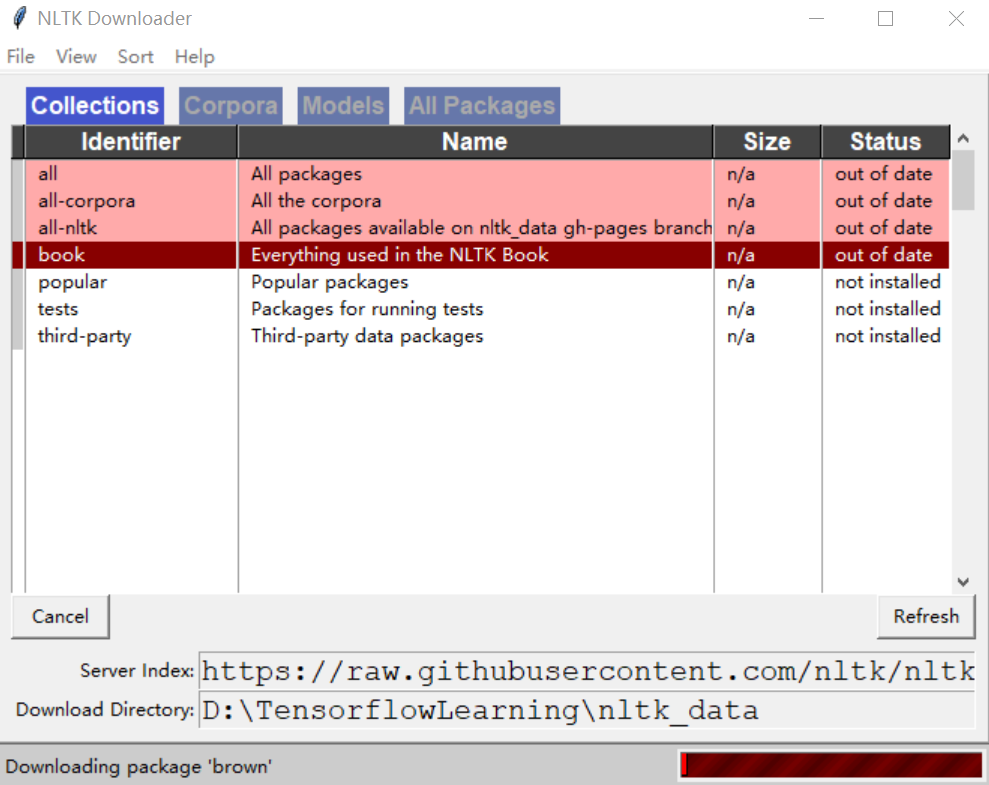 NLTK Downloader
File View Sort Help
Collections Corpora Models All Packages
Identifier Name Size Status
all All packages n/a out of date
all-corpora All the corpora n/a out of date
all-nltk All packages available on nltk_data gh-pages branch n/a out of date
book Everything used in the NLTK Book n/a out of date
popular Popular packages n/a not installed
tests Packages for running tests n/a not installed
third-party Third-party data packages n/a not installed
Cancel Refresh
Server Index: https://raw.githubusercontent.com/nltk/nltk
Download Directory: D:\TensorflowLearning\nltk_data
Downloading package 'brown'